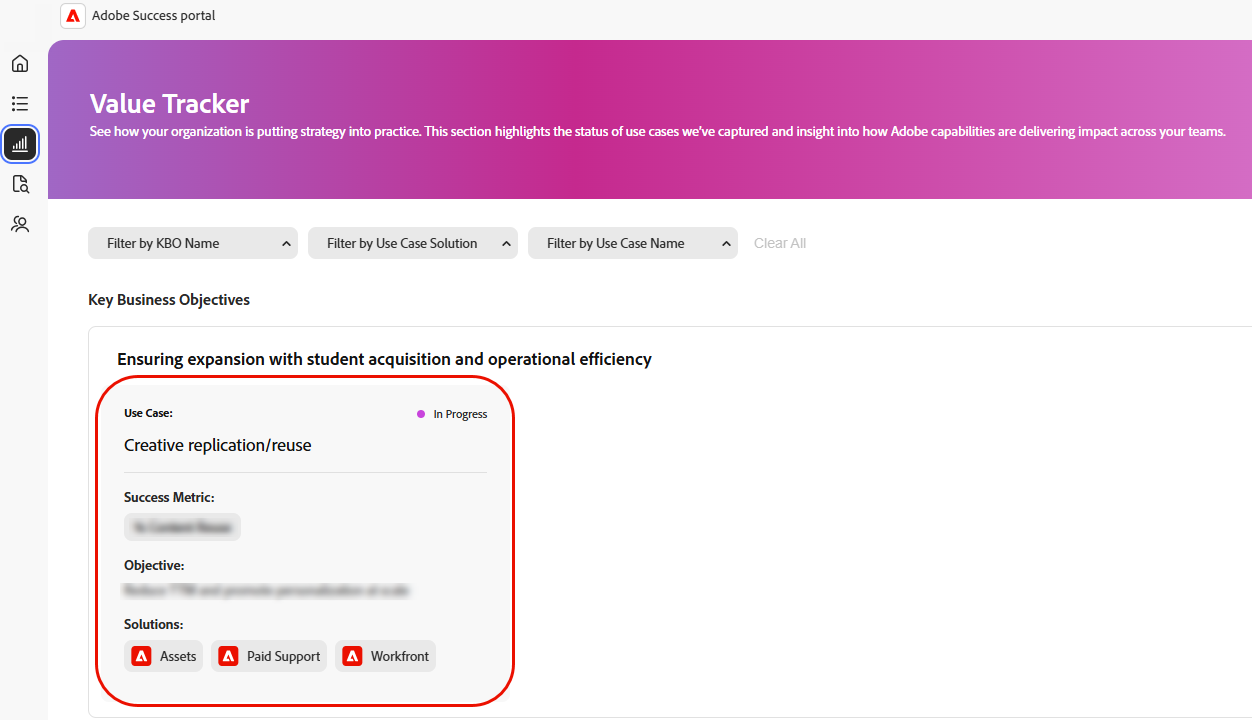 Adobe Success portal
Value Tracker
See how your organization is putting strategy into practice. This section highlights the status of use cases we've captured and insight into how Adobe capabilities are delivering impact across your teams.
Filter by KBO Name
Filter by Use Case Solution
Filter by Use Case Name
Clear All
Key Business Objectives
Ensuring expansion with student acquisition and operational efficiency
Use Case:
In Progress
Creative replication/reuse
Success Metric:
Objective:
Solutions:
Assets
Paid Support
Workfront